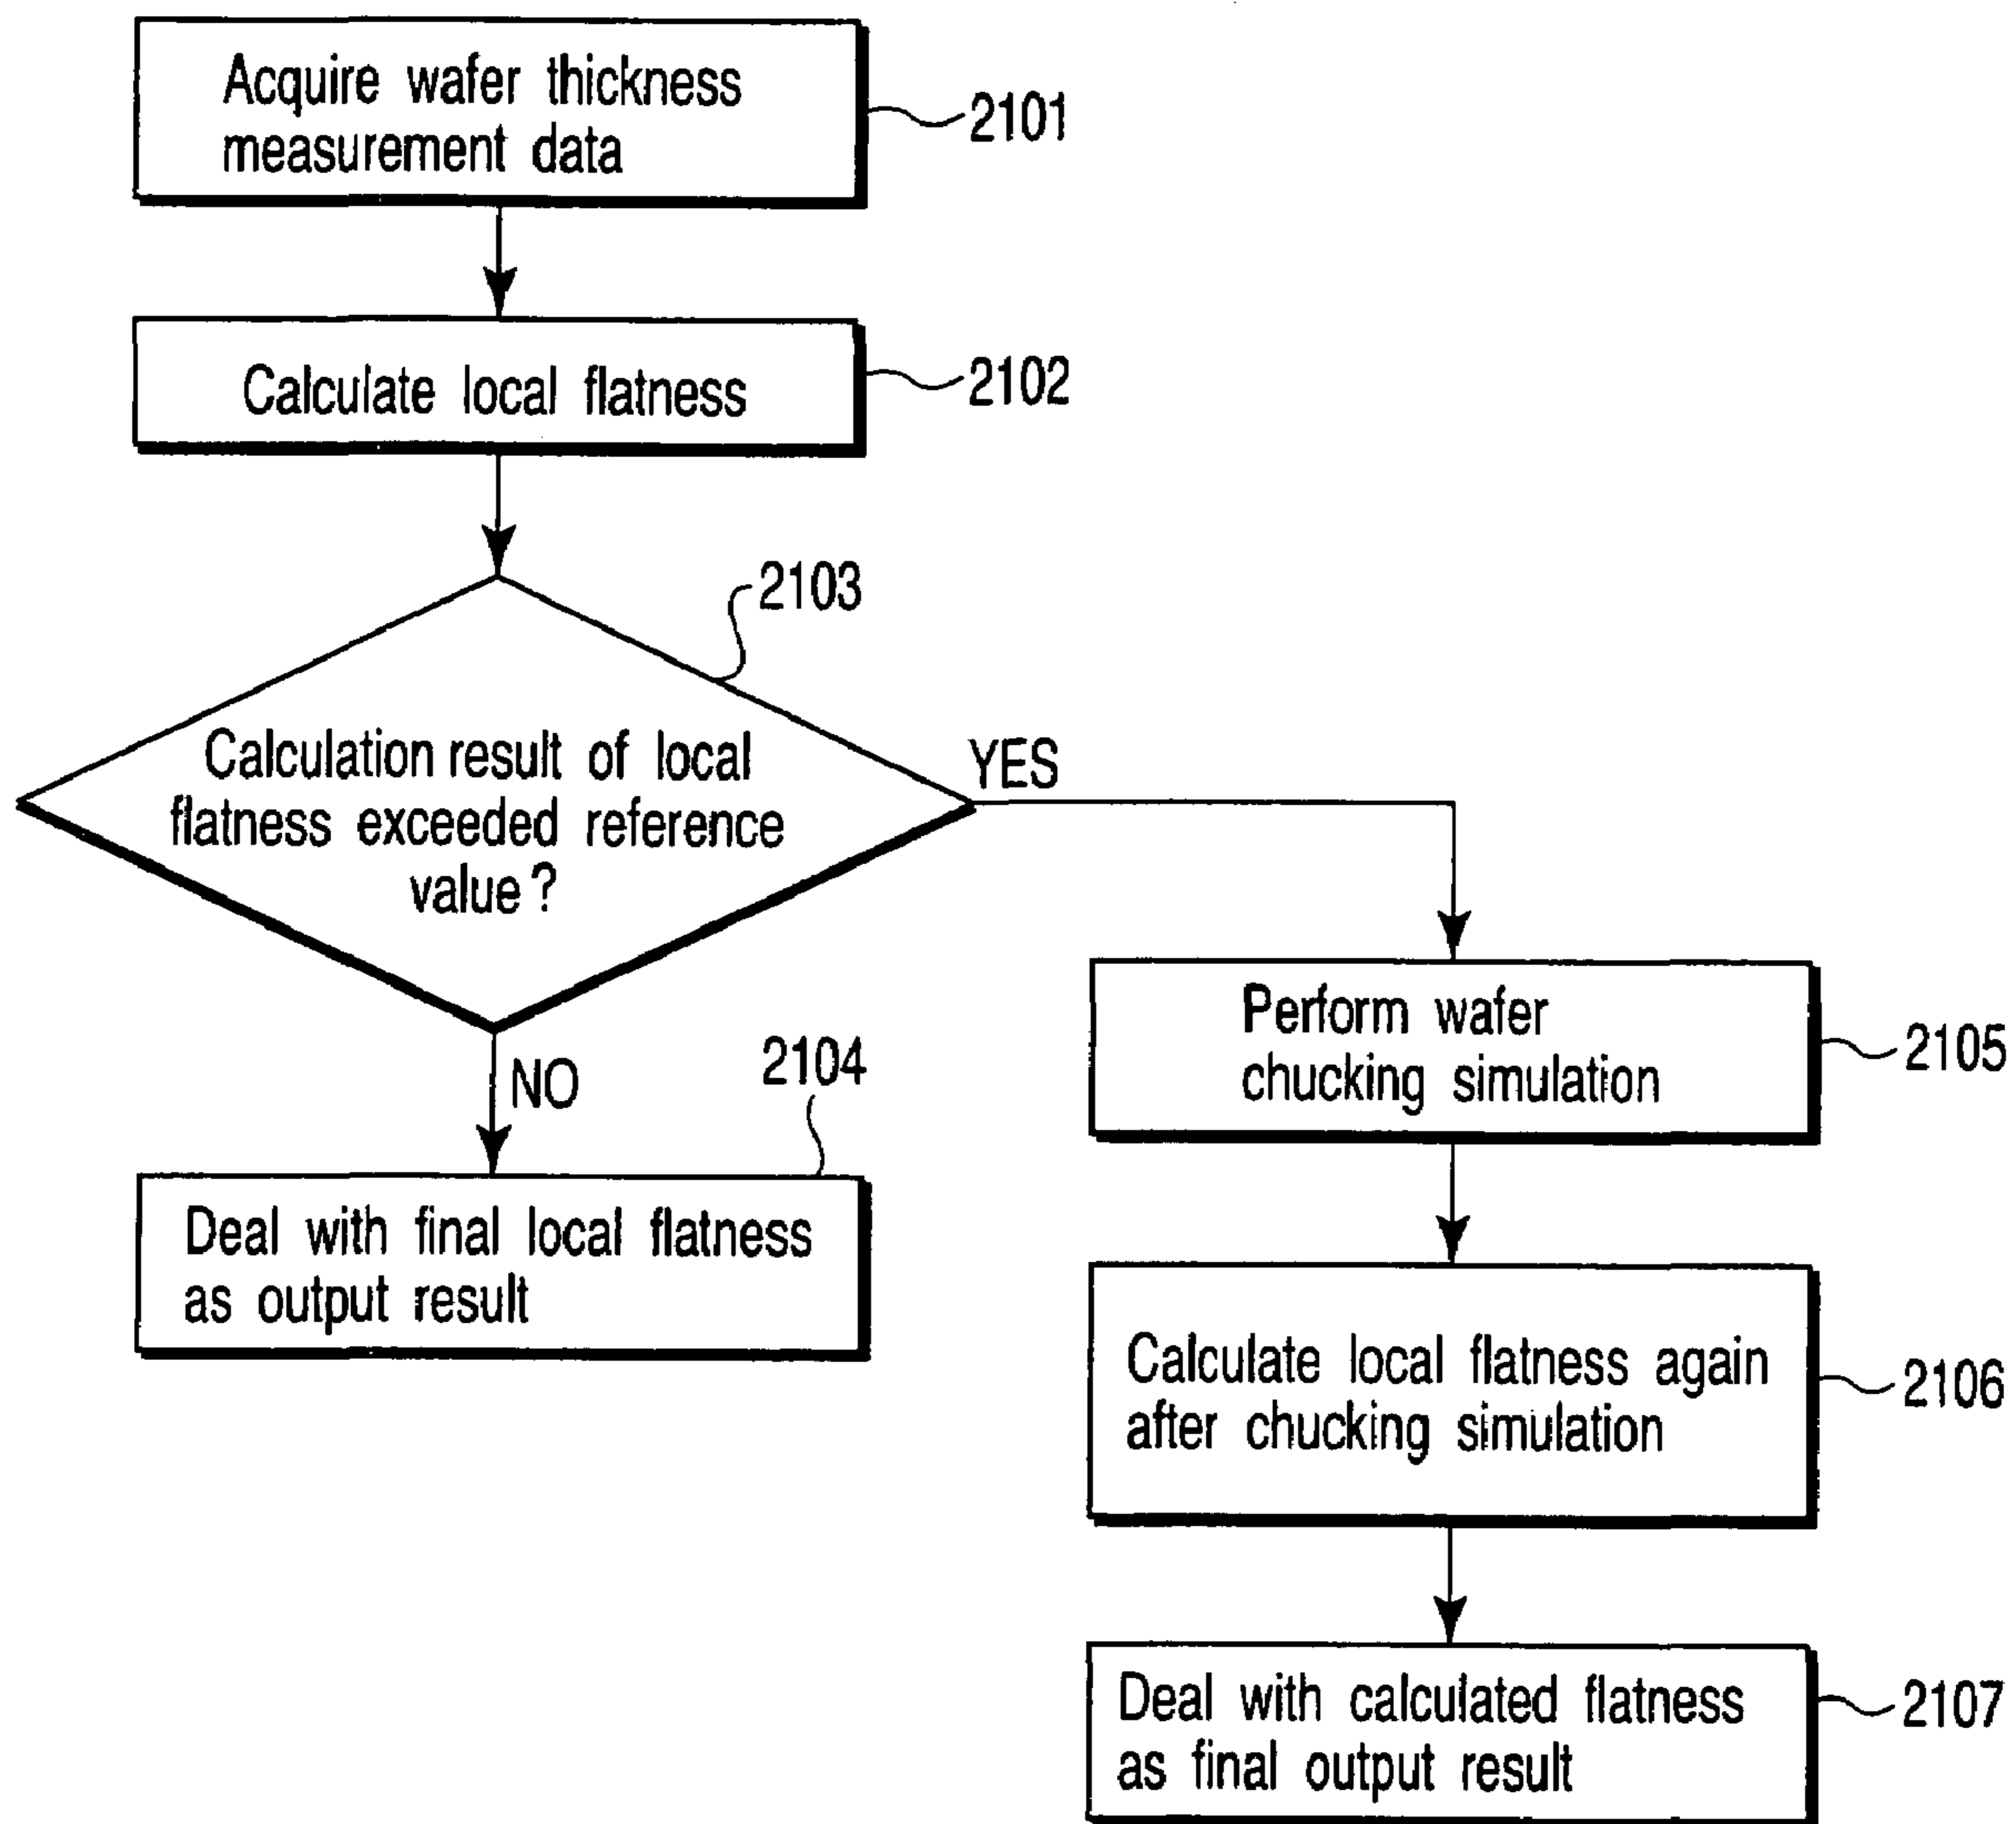 Acquire wafer thickness
measurement data
2101
Calculate local flatness
2102
2103
Calculation result of local
flatness exceeded reference
value?
YES
NO
2104
Deal with final local flatness
as output result
Perform wafer
chucking simulation
2105
Calculate local flatness again
after chucking simulation
2106
Deal with calculated flatness
as final output result
2107